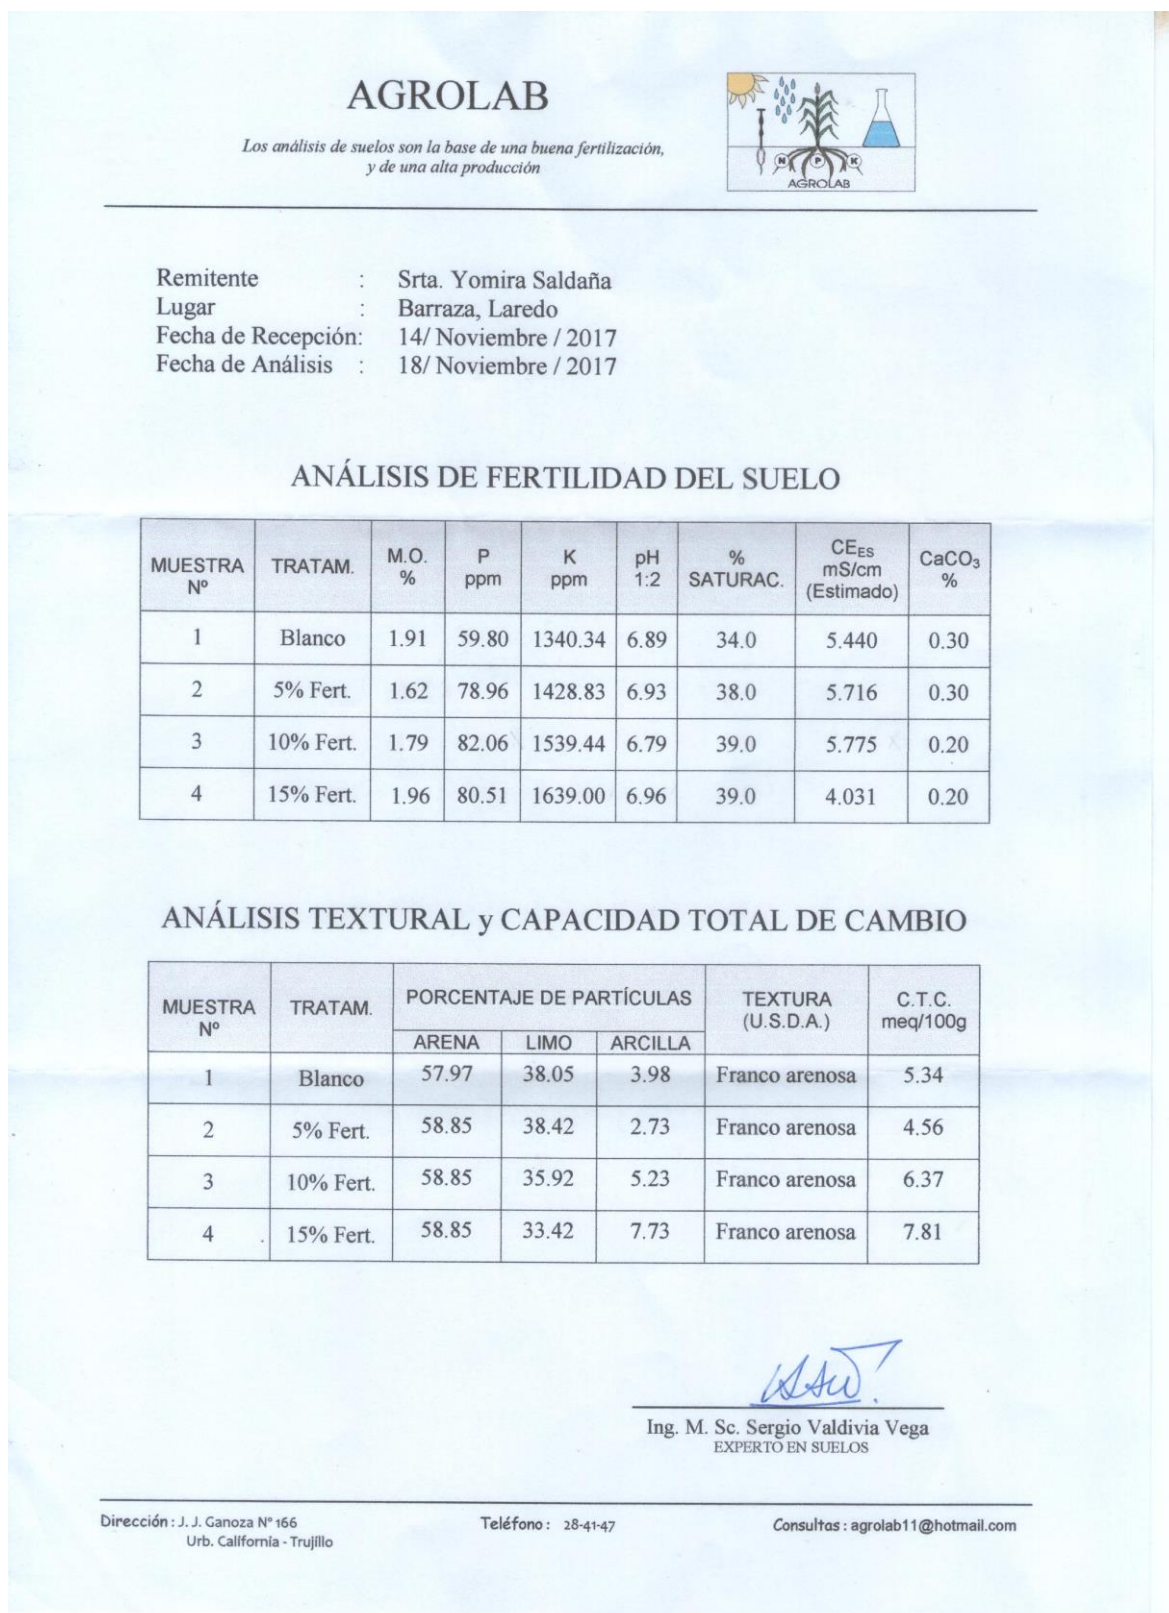 AGROLAB
Los análisis de suelos son la base de una buena fertilización,
y de una alta producción
N P K
AGROLAB
Remitente : Srta. Yomira Saldaña
Lugar : Barraza, Laredo
Fecha de Recepción: 14/ Noviembre / 2017
Fecha de Análisis : 18/ Noviembre / 2017
ANÁLISIS DE FERTILIDAD DEL SUELO
MUESTRA Nº TRATAM. M.O. % P ppm K ppm pH 1:2 % SATURAC. CE_ES mS/cm (Estimado) CaCO₃ %
1 Blanco 1.91 59.80 1340.34 6.89 34.0 5.440 0.30
2 5% Fert. 1.62 78.96 1428.83 6.93 38.0 5.716 0.30
3 10% Fert. 1.79 82.06 1539.44 6.79 39.0 5.775 0.20
4 15% Fert. 1.96 80.51 1639.00 6.96 39.0 4.031 0.20
ANÁLISIS TEXTURAL y CAPACIDAD TOTAL DE CAMBIO
MUESTRA Nº TRATAM. PORCENTAJE DE PARTÍCULAS TEXTURA (U.S.D.A.) C.T.C. meq/100g
ARENA LIMO ARCILLA
1 Blanco 57.97 38.05 3.98 Franco arenosa 5.34
2 5% Fert. 58.85 38.42 2.73 Franco arenosa 4.56
3 10% Fert. 58.85 35.92 5.23 Franco arenosa 6.37
4 15% Fert. 58.85 33.42 7.73 Franco arenosa 7.81
Ing. M. Sc. Sergio Valdivia Vega
EXPERTO EN SUELOS
Dirección : J. J. Ganoza Nº 166 Teléfono : 28-41-47 Consultas : agrolab11@hotmail.com
Urb. California - Trujillo